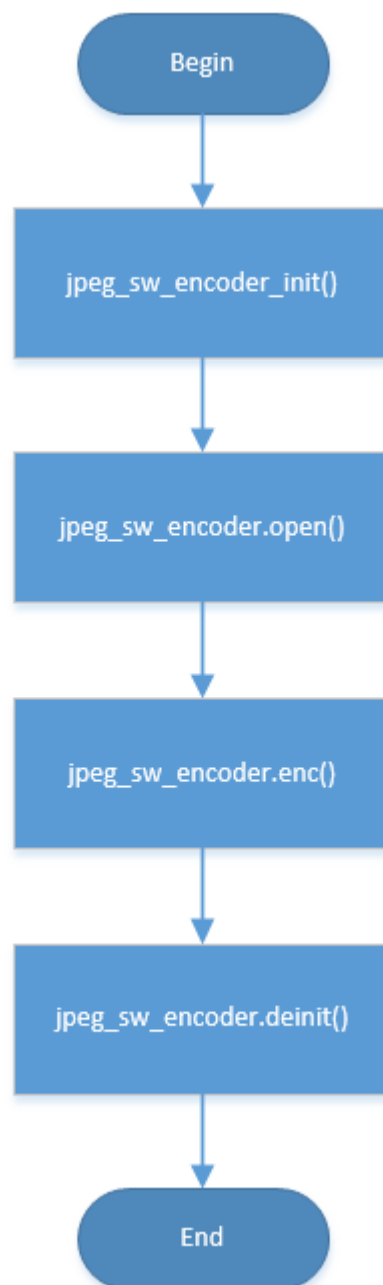 Begin
jpeg_sw_encoder_init()
jpeg_sw_encoder.open()
jpeg_sw_encoder.enc()
jpeg_sw_encoder.deinit()
End